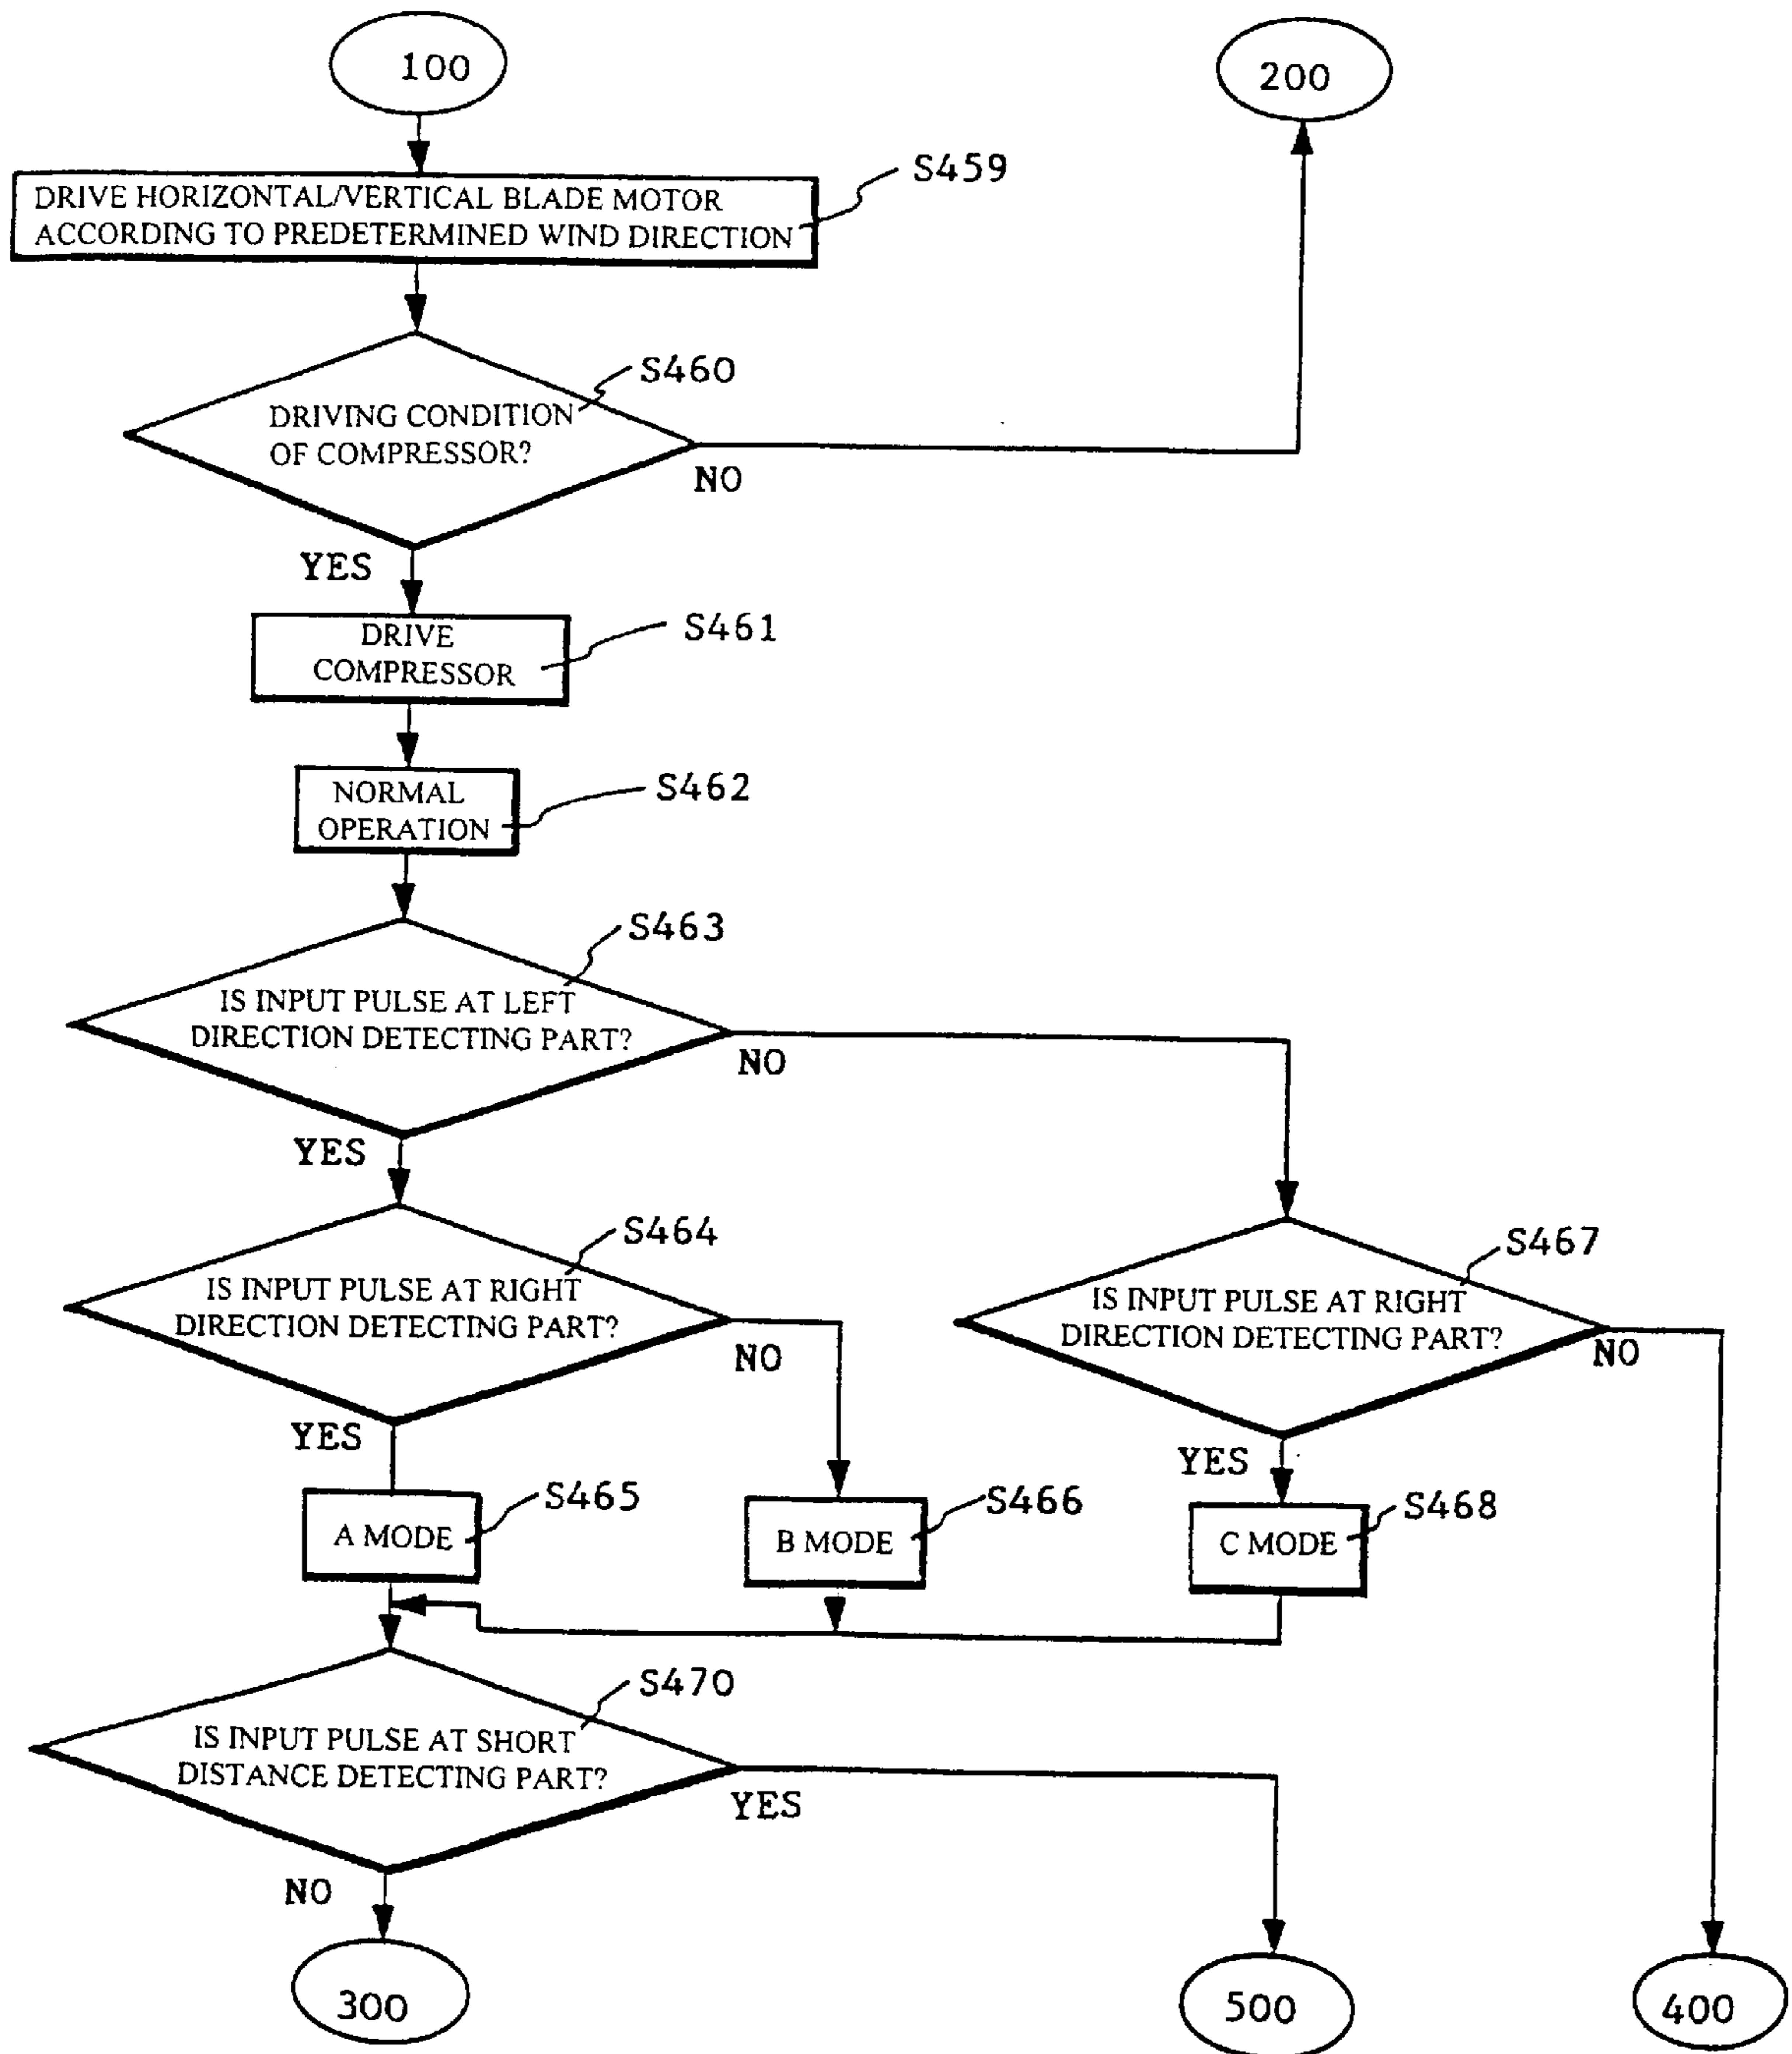 100
200
S459
DRIVE HORIZONTAL/VERTICAL BLADE MOTOR
ACCORDING TO PREDETERMINED WIND DIRECTION
S460
DRIVING CONDITION
OF COMPRESSOR?
NO
YES
S461
DRIVE
COMPRESSOR
S462
NORMAL
OPERATION
S463
IS INPUT PULSE AT LEFT
DIRECTION DETECTING PART?
NO
YES
S464
IS INPUT PULSE AT RIGHT
DIRECTION DETECTING PART?
NO
YES
S467
IS INPUT PULSE AT RIGHT
DIRECTION DETECTING PART?
NO
YES
S465
A MODE
S466
B MODE
S468
C MODE
S470
IS INPUT PULSE AT SHORT
DISTANCE DETECTING PART?
YES
NO
300
500
400